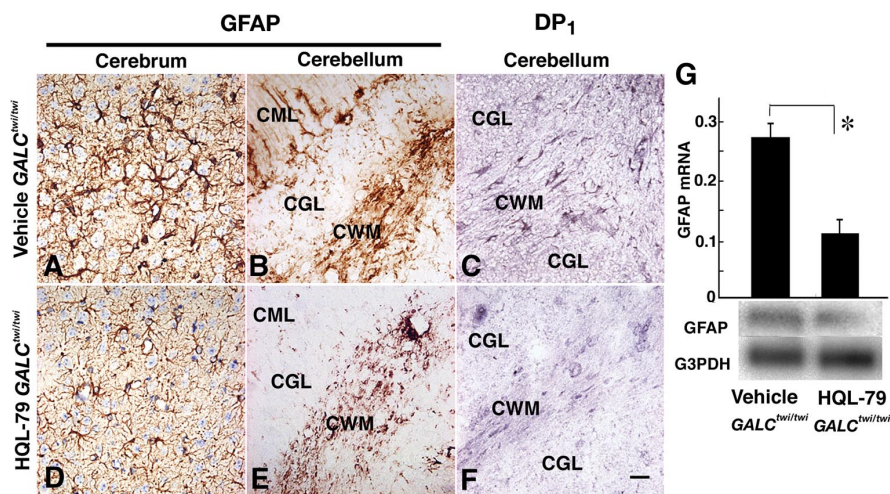 GFAP
DP1
Cerebrum
Cerebellum
Cerebellum
Vehicle GALCtwi/twi
HQL-79 GALCtwi/twi
A
CML
CGL
CWM
B
CGL
CWM
CGL
C
D
CML
CGL
CWM
E
CGL
CWM
CGL
F
G
GFAP mRNA
0.3
0.2
0.1
0
*
GFAP
G3PDH
Vehicle HQL-79
GALCtwi/twi GALCtwi/twi